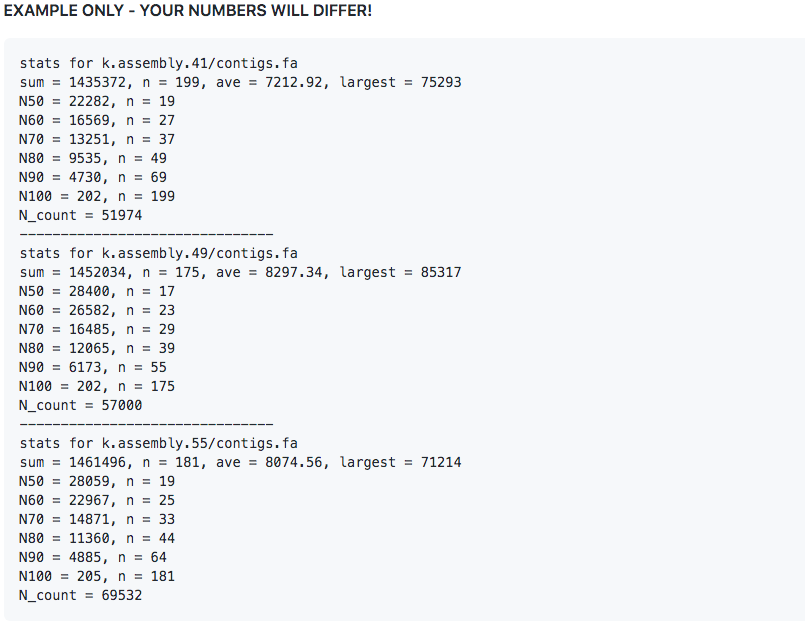 EXAMPLE ONLY - YOUR NUMBERS WILL DIFFER!
stats for k.assembly.41/contigs.fa
sum = 1435372, n = 199, ave = 7212.92, largest = 75293
N50 = 22282, n = 19
N60 = 16569, n = 27
N70 = 13251, n = 37
N80 = 9535, n = 49
N90 = 4730, n = 69
N100 = 202, n = 199
N_count = 51974
-------------------------------
stats for k.assembly.49/contigs.fa
sum = 1452034, n = 175, ave = 8297.34, largest = 85317
N50 = 28400, n = 17
N60 = 26582, n = 23
N70 = 16485, n = 29
N80 = 12065, n = 39
N90 = 6173, n = 55
N100 = 202, n = 175
N_count = 57000
-------------------------------
stats for k.assembly.55/contigs.fa
sum = 1461496, n = 181, ave = 8074.56, largest = 71214
N50 = 28059, n = 19
N60 = 22967, n = 25
N70 = 14871, n = 33
N80 = 11360, n = 44
N90 = 4885, n = 64
N100 = 205, n = 181
N_count = 69532